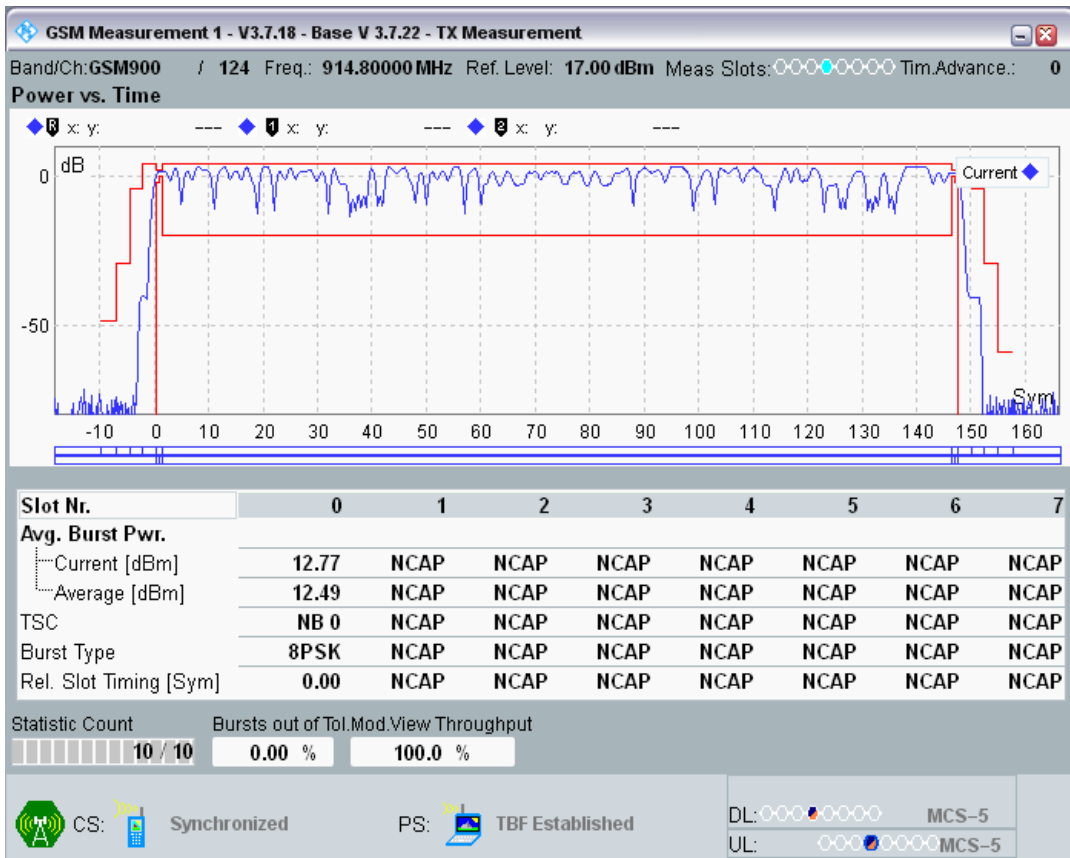 GSM Measurement 1 - V3.7.18 - Base V 3.7.22 - TX Measurement
Band/Ch:GSM900 / 124 Freq.: 914.80000 MHz Ref. Level: 17.00 dBm Meas Slots: Tim.Advance.: 0
Power vs. Time
R x: y: --- 1 x: y: --- 2 x: y: ---
dB
Current
0
-50
Sym
-10 0 10 20 30 40 50 60 70 80 90 100 110 120 130 140 150 160
Slot Nr. 0 1 2 3 4 5 6 7
Avg. Burst Pwr.
Current [dBm] 12.77 NCAP NCAP NCAP NCAP NCAP NCAP NCAP
Average [dBm] 12.49 NCAP NCAP NCAP NCAP NCAP NCAP NCAP
TSC NB 0 NCAP NCAP NCAP NCAP NCAP NCAP NCAP
Burst Type 8PSK NCAP NCAP NCAP NCAP NCAP NCAP NCAP
Rel. Slot Timing [Sym] 0.00 NCAP NCAP NCAP NCAP NCAP NCAP NCAP
Statistic Count Bursts out of Tol.Mod.View Throughput
10 / 10 0.00 % 100.0 %
CS: Synchronized PS: TBF Established DL: MCS-5
UL: MCS-5